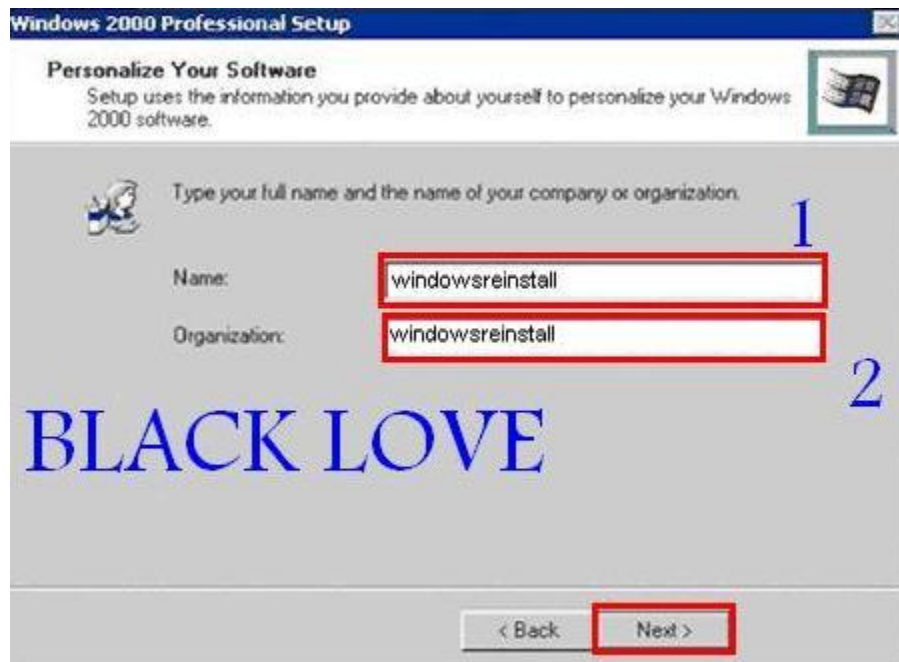 Windows 2000 Professional Setup
Personalize Your Software
Setup uses the information you provide about yourself to personalize your Windows
2000 software.
Type your full name and the name of your company or organization.
1
Name:
windowsreinstall
Organization:
windowsreinstall
2
BLACK LOVE
< Back
Next >